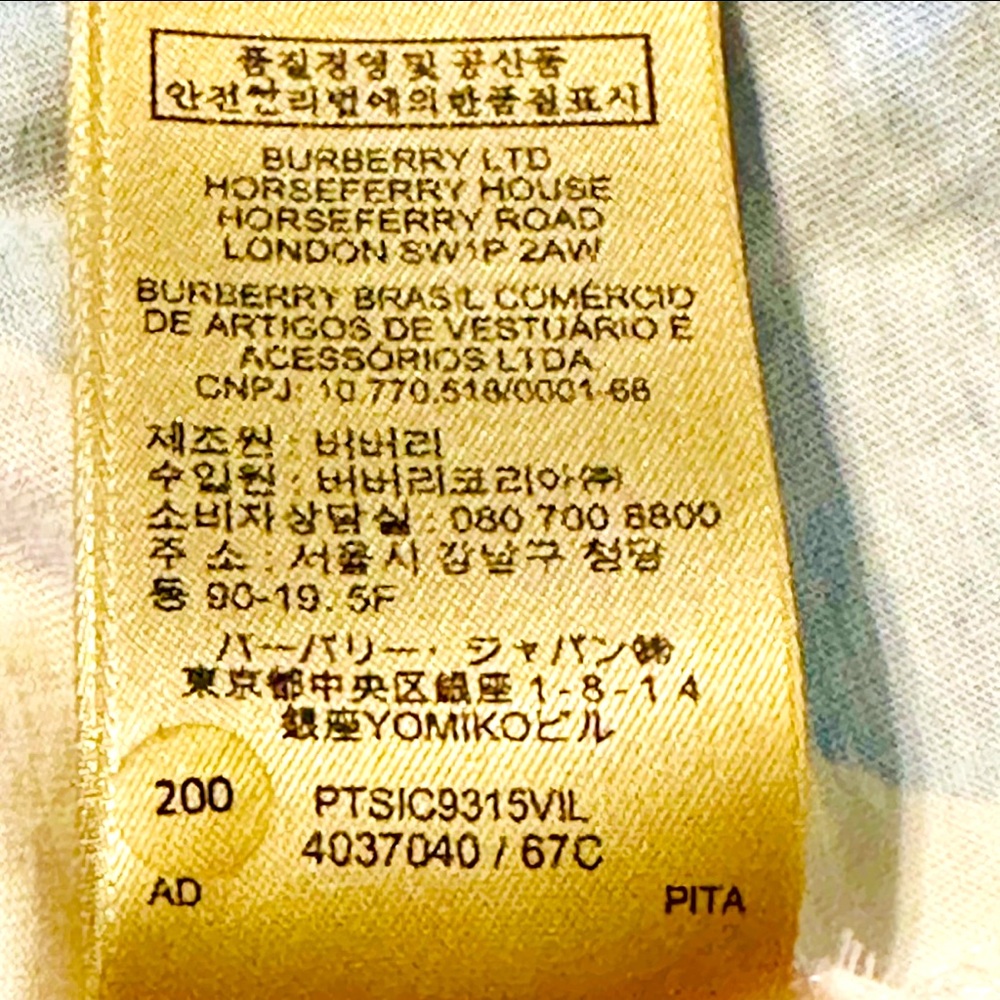 품질경영 및 공산품
안전관리법에의한품질표시
BURBERRY LTD
HORSEFERRY HOUSE
HORSEFERRY ROAD
LONDON SW1P 2AW
BURBERRY BRASIL COMÉRCIO
DE ARTIGOS DE VESTUÁRIO E
ACESSÓRIOS LTDA
CNPJ: 10.770.518/0001-66
제조원 : 버버리
수입원 : 버버리코리아㈜
소비자상담실 : 080 700 8800
주 소 : 서울시 강남구 청담
동 90-19. 5F
バーバリー・ジャパン㈱
東京都中央区銀座 1-8-14
銀座YOMIKOビル
200
PTSIC9315VIL
4037040 / 67C
AD
PITA